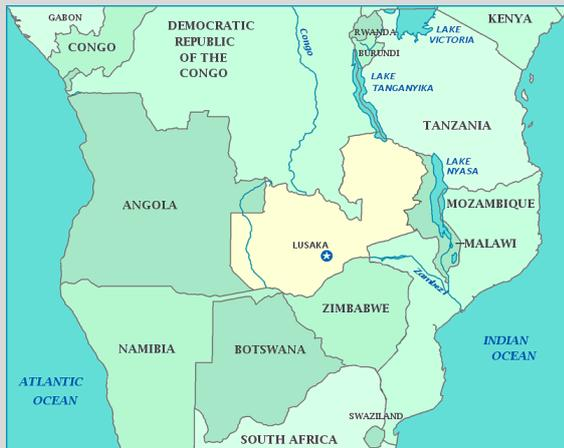 GABON
CONGO
DEMOCRATIC
REPUBLIC
OF THE
CONGO
Congo
RWANDA
BURUNDI
KENYA
LAKE
VICTORIA
LAKE
TANGANYIKA
TANZANIA
LAKE
NYASA
ANGOLA
MOZAMBIQUE
MALAWI
LUSAKA
Zambezi
ZIMBABWE
NAMIBIA
BOTSWANA
INDIAN
OCEAN
ATLANTIC
OCEAN
SWAZILAND
SOUTH AFRICA